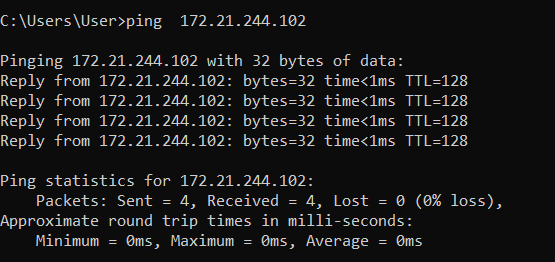 C:\Users\User>ping  172.21.244.102
Pinging 172.21.244.102 with 32 bytes of data:
Reply from 172.21.244.102: bytes=32 time<1ms TTL=128
Reply from 172.21.244.102: bytes=32 time<1ms TTL=128
Reply from 172.21.244.102: bytes=32 time<1ms TTL=128
Reply from 172.21.244.102: bytes=32 time<1ms TTL=128
Ping statistics for 172.21.244.102:
    Packets: Sent = 4, Received = 4, Lost = 0 (0% loss),
Approximate round trip times in milli-seconds:
    Minimum = 0ms, Maximum = 0ms, Average = 0ms